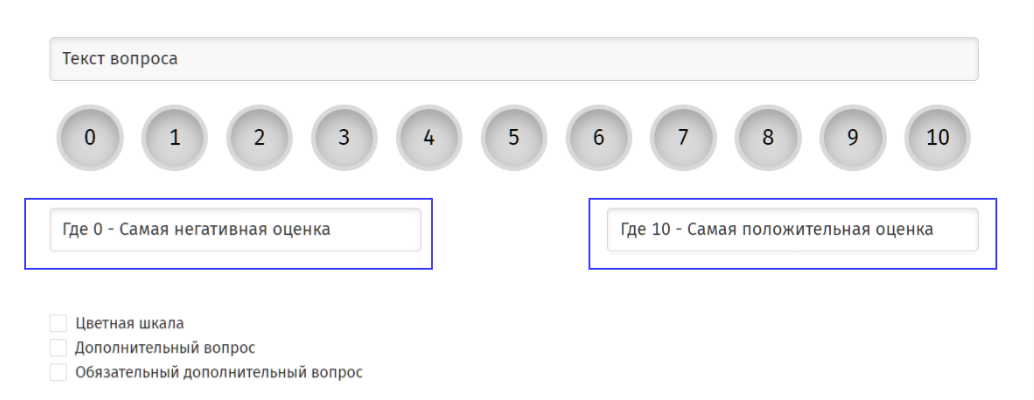 Текст вопроса
0 1 2 3 4 5 6 7 8 9 10
Где 0 - Самая негативная оценка
Где 10 - Самая положительная оценка
Цветная шкала
Дополнительный вопрос
Обязательный дополнительный вопрос